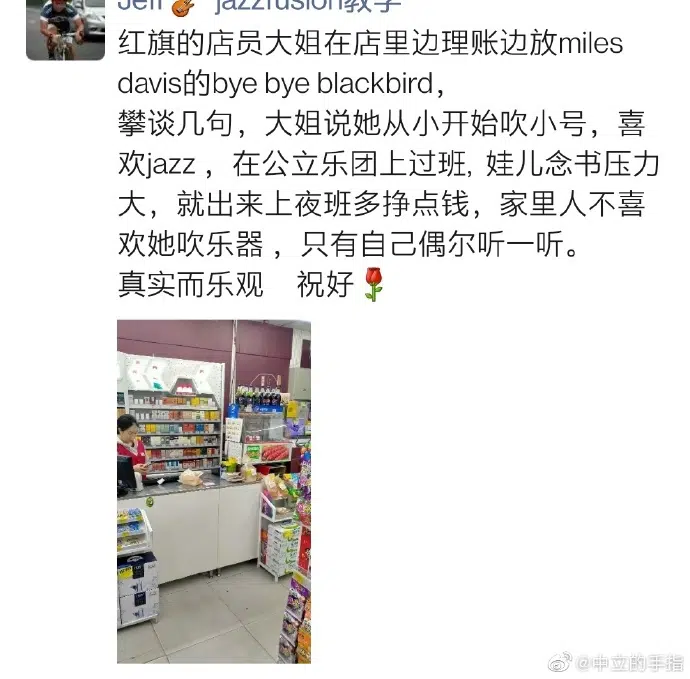 Jeff jazzfusion教学
红旗的店员大姐在店里边理账边放miles
davis的bye bye blackbird，
攀谈几句，大姐说她从小开始吹小号，喜
欢jazz ，在公立乐团上过班, 娃儿念书压力
大，就出来上夜班多挣点钱，家里人不喜
欢她吹乐器 ，只有自己偶尔听一听。
真实而乐观 祝好
@中立的手指